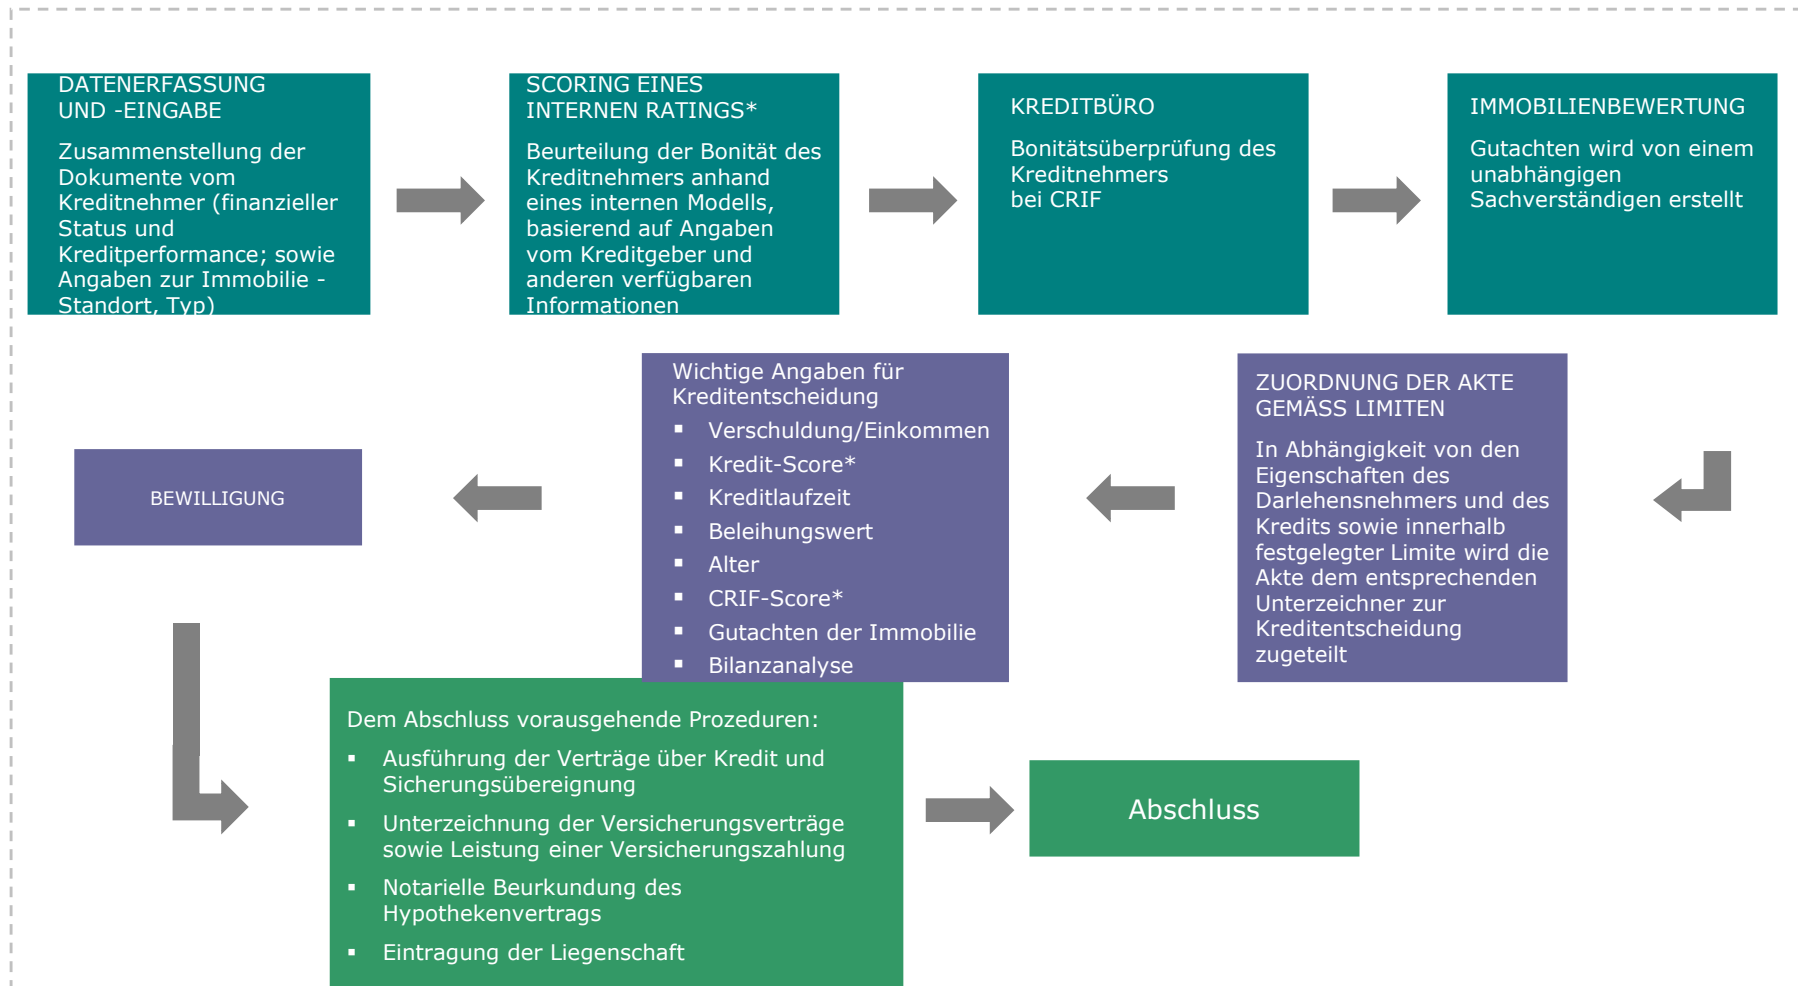 DATENERFASSUNG
UND -EINGABE
Zusammenstellung der
Dokumente vom
Kreditnehmer (finanzieller
Status und
Kreditperformance; sowie
Angaben zur Immobilie -
Standort, Typ)
SCORING EINES
INTERNEN RATINGS*
Beurteilung der Bonität des
Kreditnehmers anhand
eines internen Modells,
basierend auf Angaben
vom Kreditgeber und
anderen verfügbaren
Informationen
KREDITBÜRO
Bonitätsüberprüfung des
Kreditnehmers
bei CRIF
IMMOBILIENBEWERTUNG
Gutachten wird von einem
unabhängigen
Sachverständigen erstellt
ZUORDNUNG DER AKTE
GEMÄSS LIMITEN
In Abhängigkeit von den
Eigenschaften des
Darlehensnehmers und des
Kredits sowie innerhalb
festgelegter Limite wird die
Akte dem entsprechenden
Unterzeichner zur
Kreditentscheidung
zugeteilt
Wichtige Angaben für
Kreditentscheidung
▪ Verschuldung/Einkommen
▪ Kredit-Score*
▪ Kreditlaufzeit
▪ Beleihungswert
▪ Alter
▪ CRIF-Score*
▪ Gutachten der Immobilie
▪ Bilanzanalyse
BEWILLIGUNG
Dem Abschluss vorausgehende Prozeduren:
▪ Ausführung der Verträge über Kredit und
Sicherungsübereignung
▪ Unterzeichnung der Versicherungsverträge
sowie Leistung einer Versicherungszahlung
▪ Notarielle Beurkundung des
Hypothekenvertrags
▪ Eintragung der Liegenschaft
Abschluss